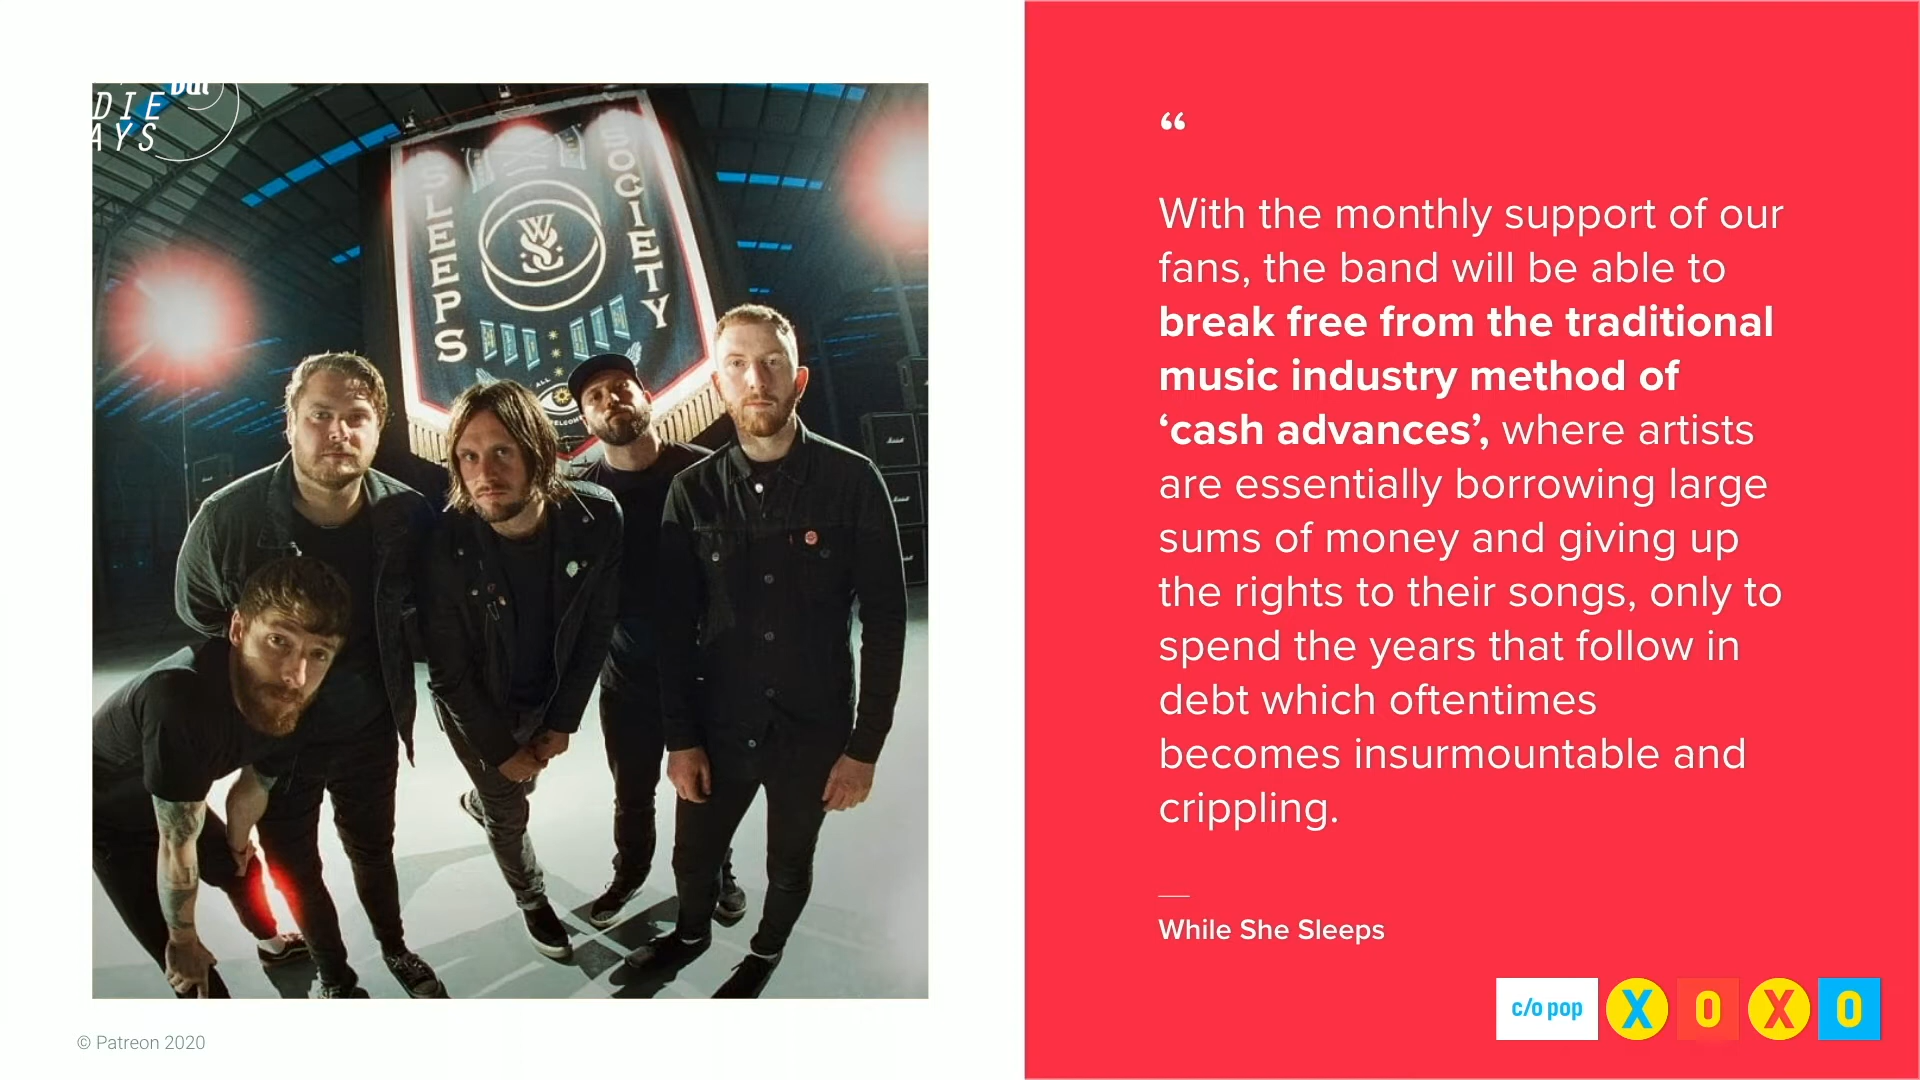 DIE
AYS
SLEEPS
SOCIETY
ALL
“
With the monthly support of our
fans, the band will be able to
break free from the traditional
music industry method of
‘cash advances’, where artists
are essentially borrowing large
sums of money and giving up
the rights to their songs, only to
spend the years that follow in
debt which oftentimes
becomes insurmountable and
crippling.
While She Sleeps
c/o pop X O X O
© Patreon 2020